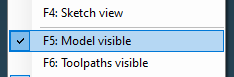 F4: Sketch view
F5: Model visible
F6: Toolpaths visible